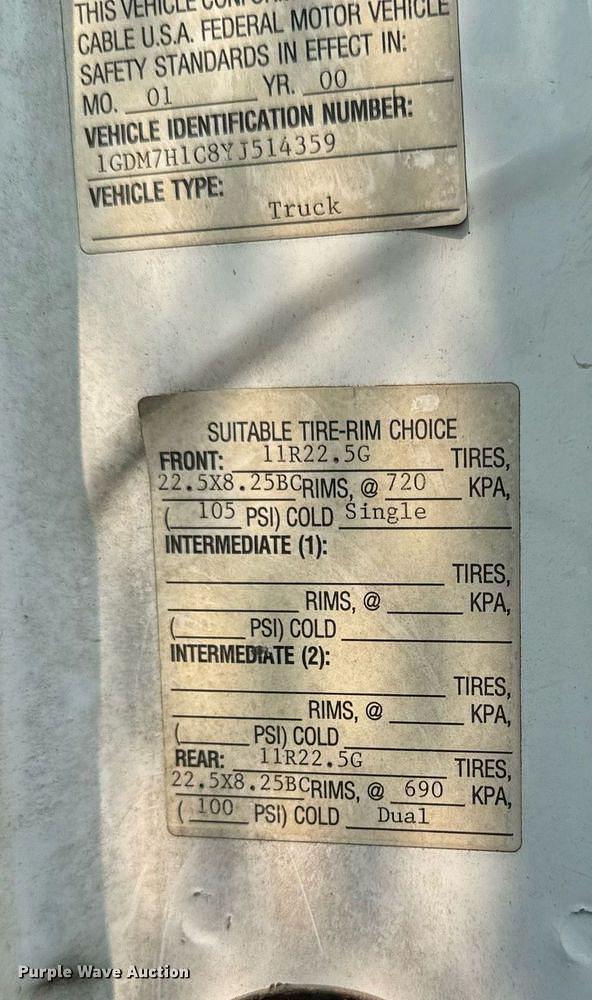 THIS VEHICLE
CABLE U.S.A. FEDERAL MOTOR VEHICLE
SAFETY STANDARDS IN EFFECT IN:
MO. 01 YR. 00
VEHICLE IDENTIFICATION NUMBER:
1GDM7H1C8YJ514359
VEHICLE TYPE:
Truck
SUITABLE TIRE-RIM CHOICE
FRONT: 11R22.5G TIRES,
22.5X8.25BC RIMS, @ 720 KPA,
( 105 PSI) COLD Single
INTERMEDIATE (1):
TIRES,
RIMS, @ KPA,
( PSI) COLD
INTERMEDIATE (2):
TIRES,
RIMS, @ KPA,
( PSI) COLD
REAR: 11R22.5G TIRES,
22.5X8.25BC RIMS, @ 690 KPA,
( 100 PSI) COLD Dual
Purple Wave Auction